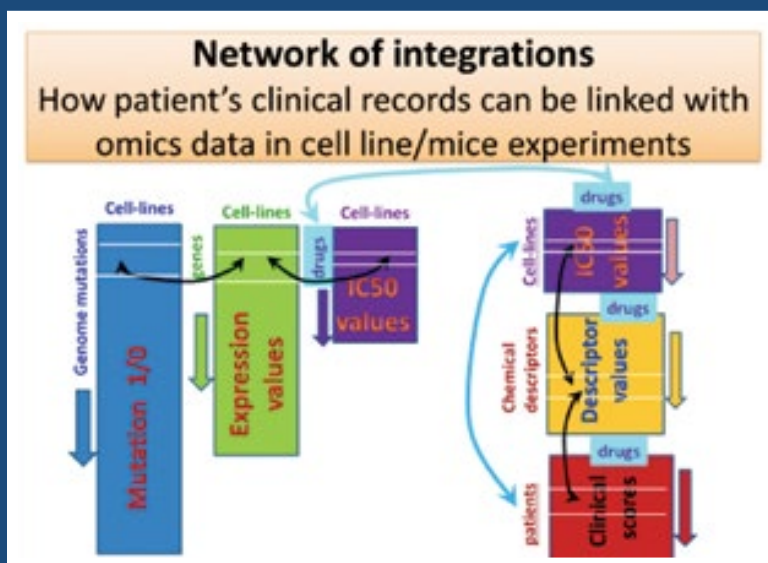 Network of integrations
How patient's clinical records can be linked with
omics data in cell line/mice experiments
Cell-lines
Cell-lines
Cell-lines
Genome mutations
Mutation 1/0
genes
Expression
values
drugs
IC50
values
drugs
Cell-lines
IC50
values
drugs
Chemical
descriptors
Descriptor
values
drugs
patients
Clinical
scores